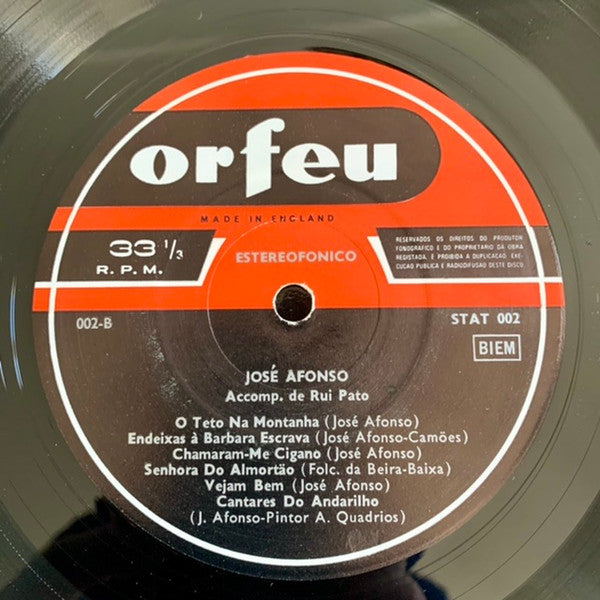 orfeu
MADE IN ENGLAND
33 1/3
R. P. M.
ESTEREOFONICO
RESERVADOS OS DIREITOS DO PRODUTOR
FONOGRAFICO E DO PROPRIETARIO DA OBRA
REGISTADA, É PROIBIDA A DUPLICAÇÃO, EXE-
CUÇÃO PUBLICA E RADIODIFUSÃO DESTE DISCO
002-B
STAT 002
BIEM
JOSÉ AFONSO
Accomp. de Rui Pato
O Teto Na Montanha (José Afonso)
Endeixas à Barbara Escrava (José Afonso-Camões)
Chamaram-Me Cigano (José Afonso)
Senhora Do Almortão (Folc. da Beira-Baixa)
Vejam Bem (José Afonso)
Cantares Do Andarilho
(J. Afonso-Pintor A. Quadrios)